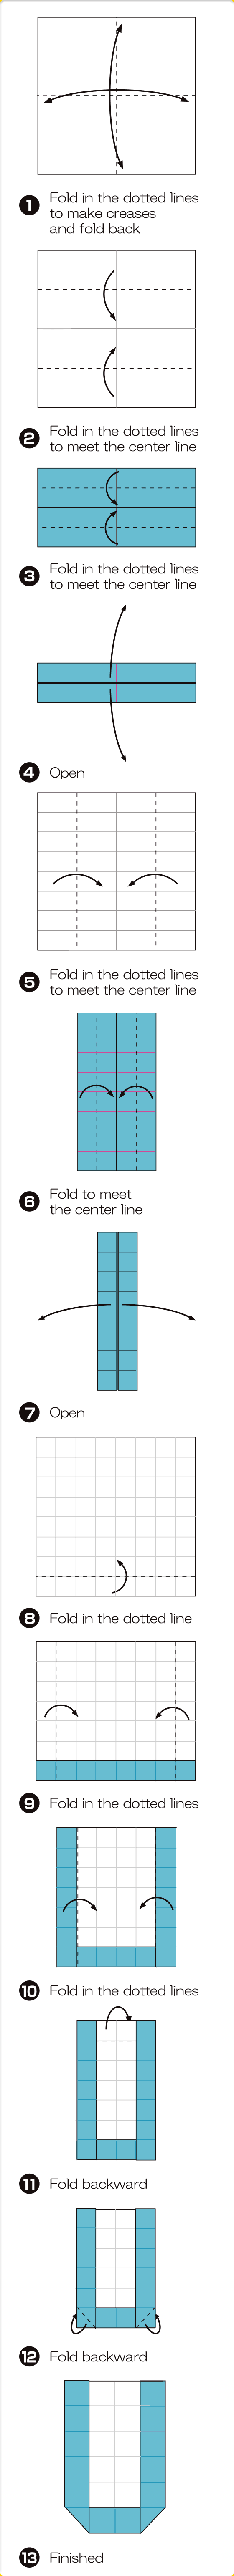 1 Fold in the dotted lines
to make creases
and fold back
2 Fold in the dotted lines
to meet the center line
3 Fold in the dotted lines
to meet the center line
4 Open
5 Fold in the dotted lines
to meet the center line
6 Fold to meet
the center line
7 Open
8 Fold in the dotted line
9 Fold in the dotted lines
10 Fold in the dotted lines
11 Fold backward
12 Fold backward
13 Finished